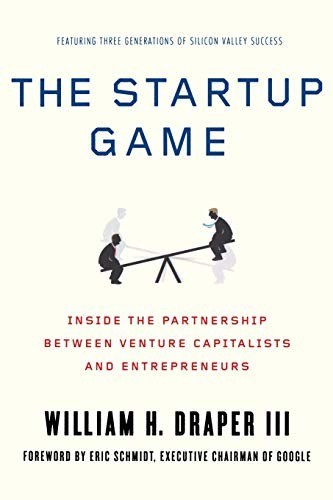 FEATURING THREE GENERATIONS OF SILICON VALLEY SUCCESS
THE STARTUP
GAME
INSIDE THE PARTNERSHIP
BETWEEN VENTURE CAPITALISTS
AND ENTREPRENEURS
WILLIAM H. DRAPER III
FOREWORD BY ERIC SCHMIDT, EXECUTIVE CHAIRMAN OF GOOGLE